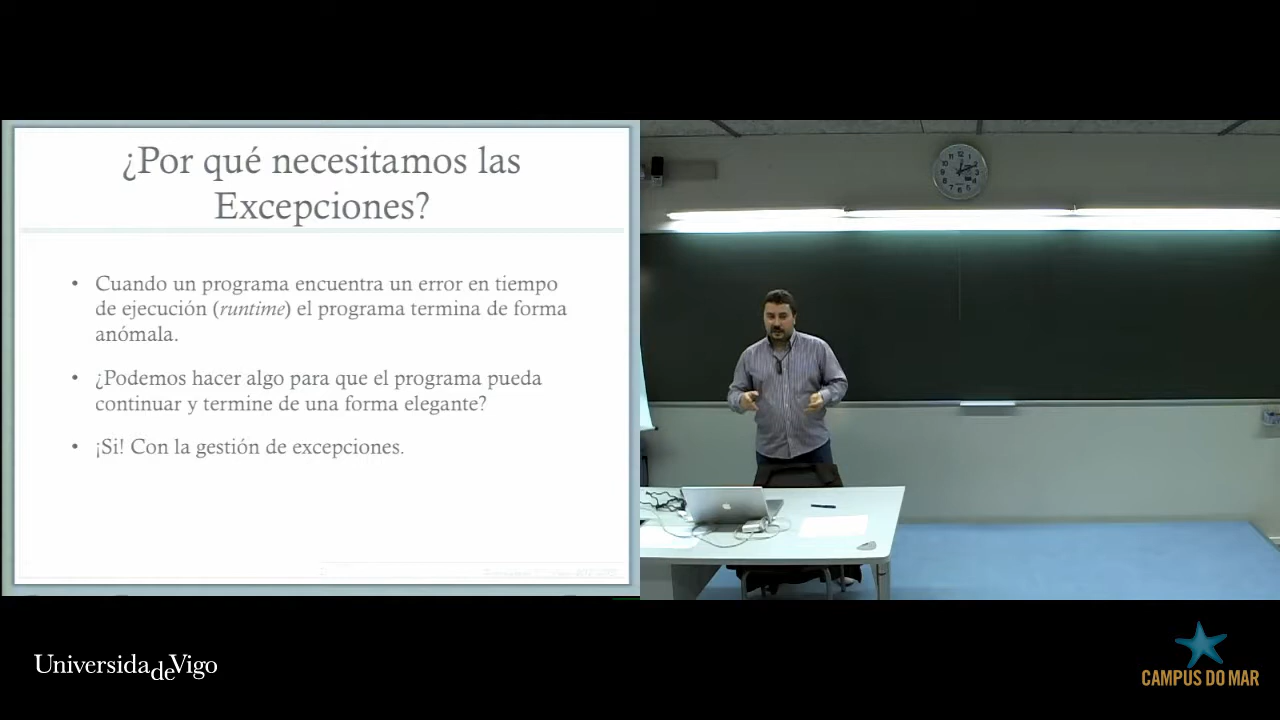 ¿Por qué necesitamos las
Excepciones?
• Cuando un programa encuentra un error en tiempo
de ejecución (runtime) el programa termina de forma
anómala.
• ¿Podemos hacer algo para que el programa pueda
continuar y termine de una forma elegante?
• ¡Si! Con la gestión de excepciones.
UniversidadeVigo
CAMPUS DO MAR